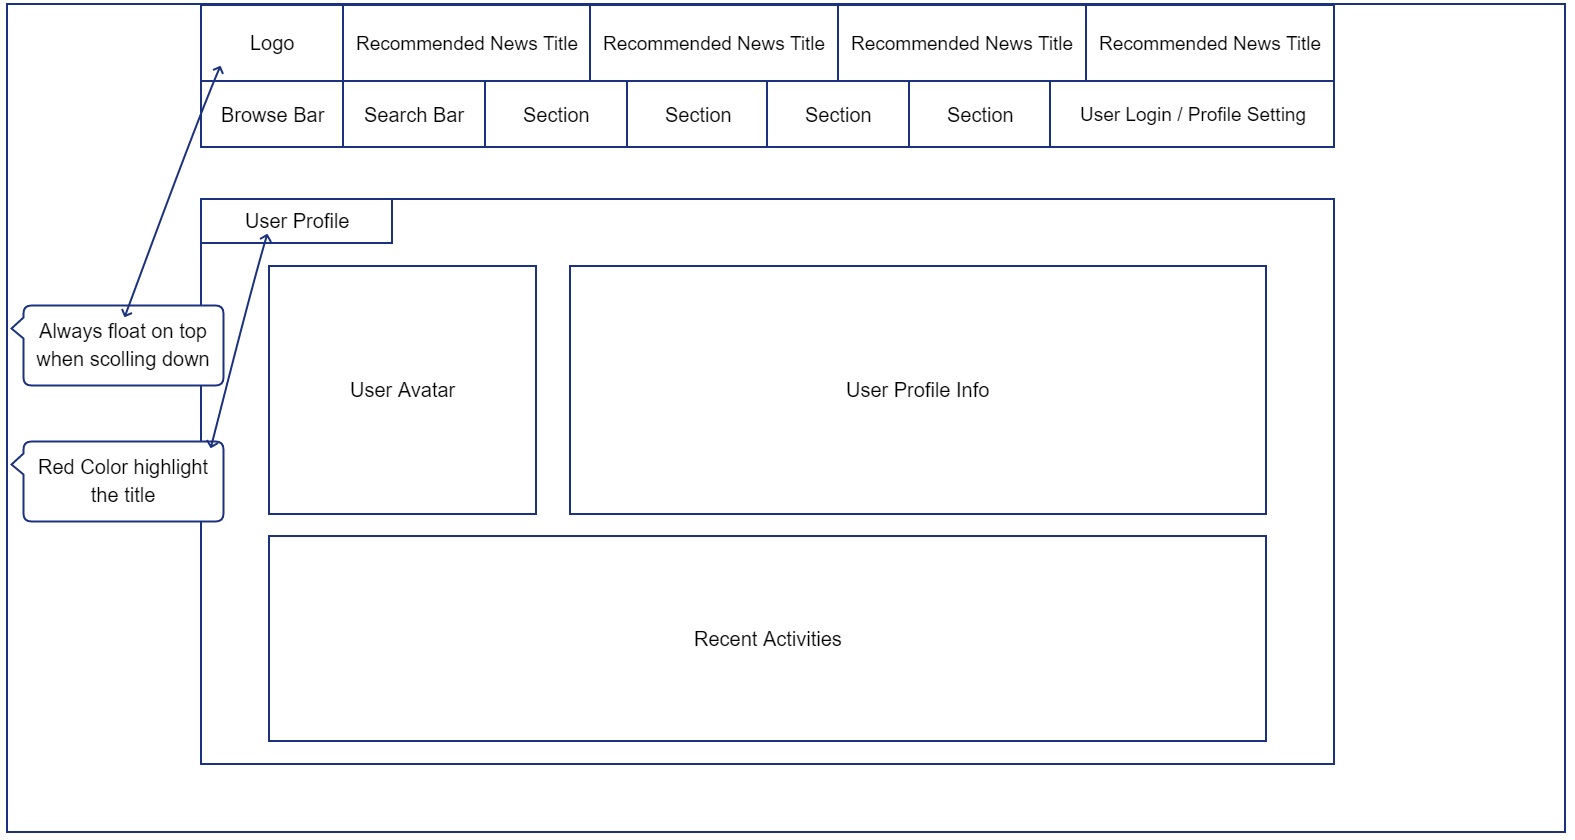 Logo
Recommended News Title
Recommended News Title
Recommended News Title
Recommended News Title
Browse Bar
Search Bar
Section
Section
Section
Section
User Login / Profile Setting
User Profile
Always float on top
when scolling down
User Avatar
User Profile Info
Red Color highlight
the title
Recent Activities